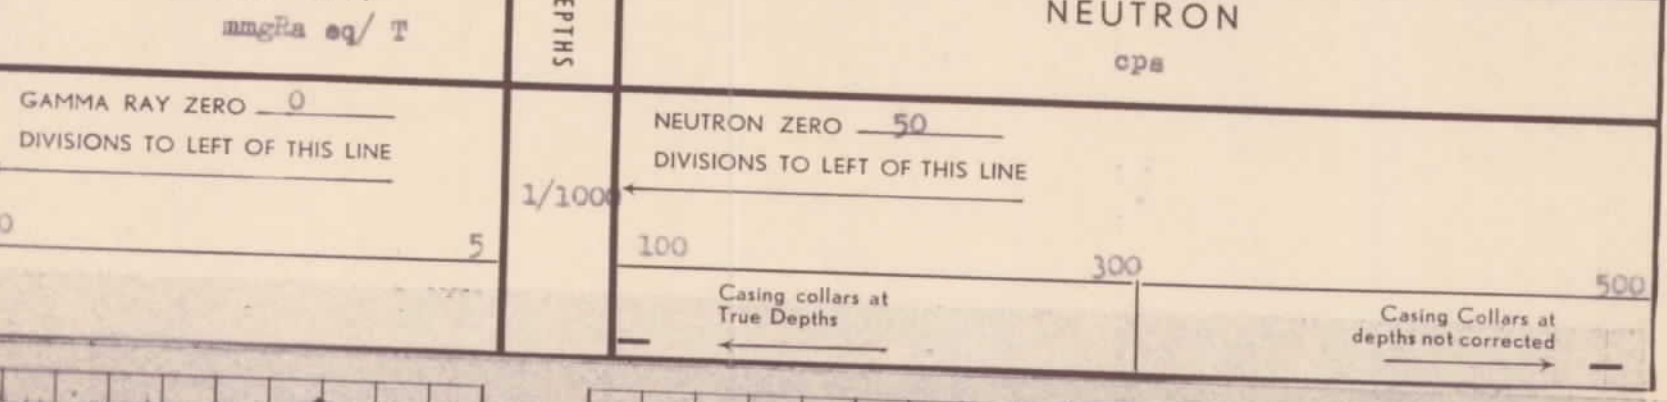 mmgRa eq/ T
GAMMA RAY ZERO 0
DIVISIONS TO LEFT OF THIS LINE
0
5
1/1000
NEUTRON
cps
NEUTRON ZERO 50
DIVISIONS TO LEFT OF THIS LINE
100
300
500
Casing collars at
True Depths
Casing Collars at
depths not corrected